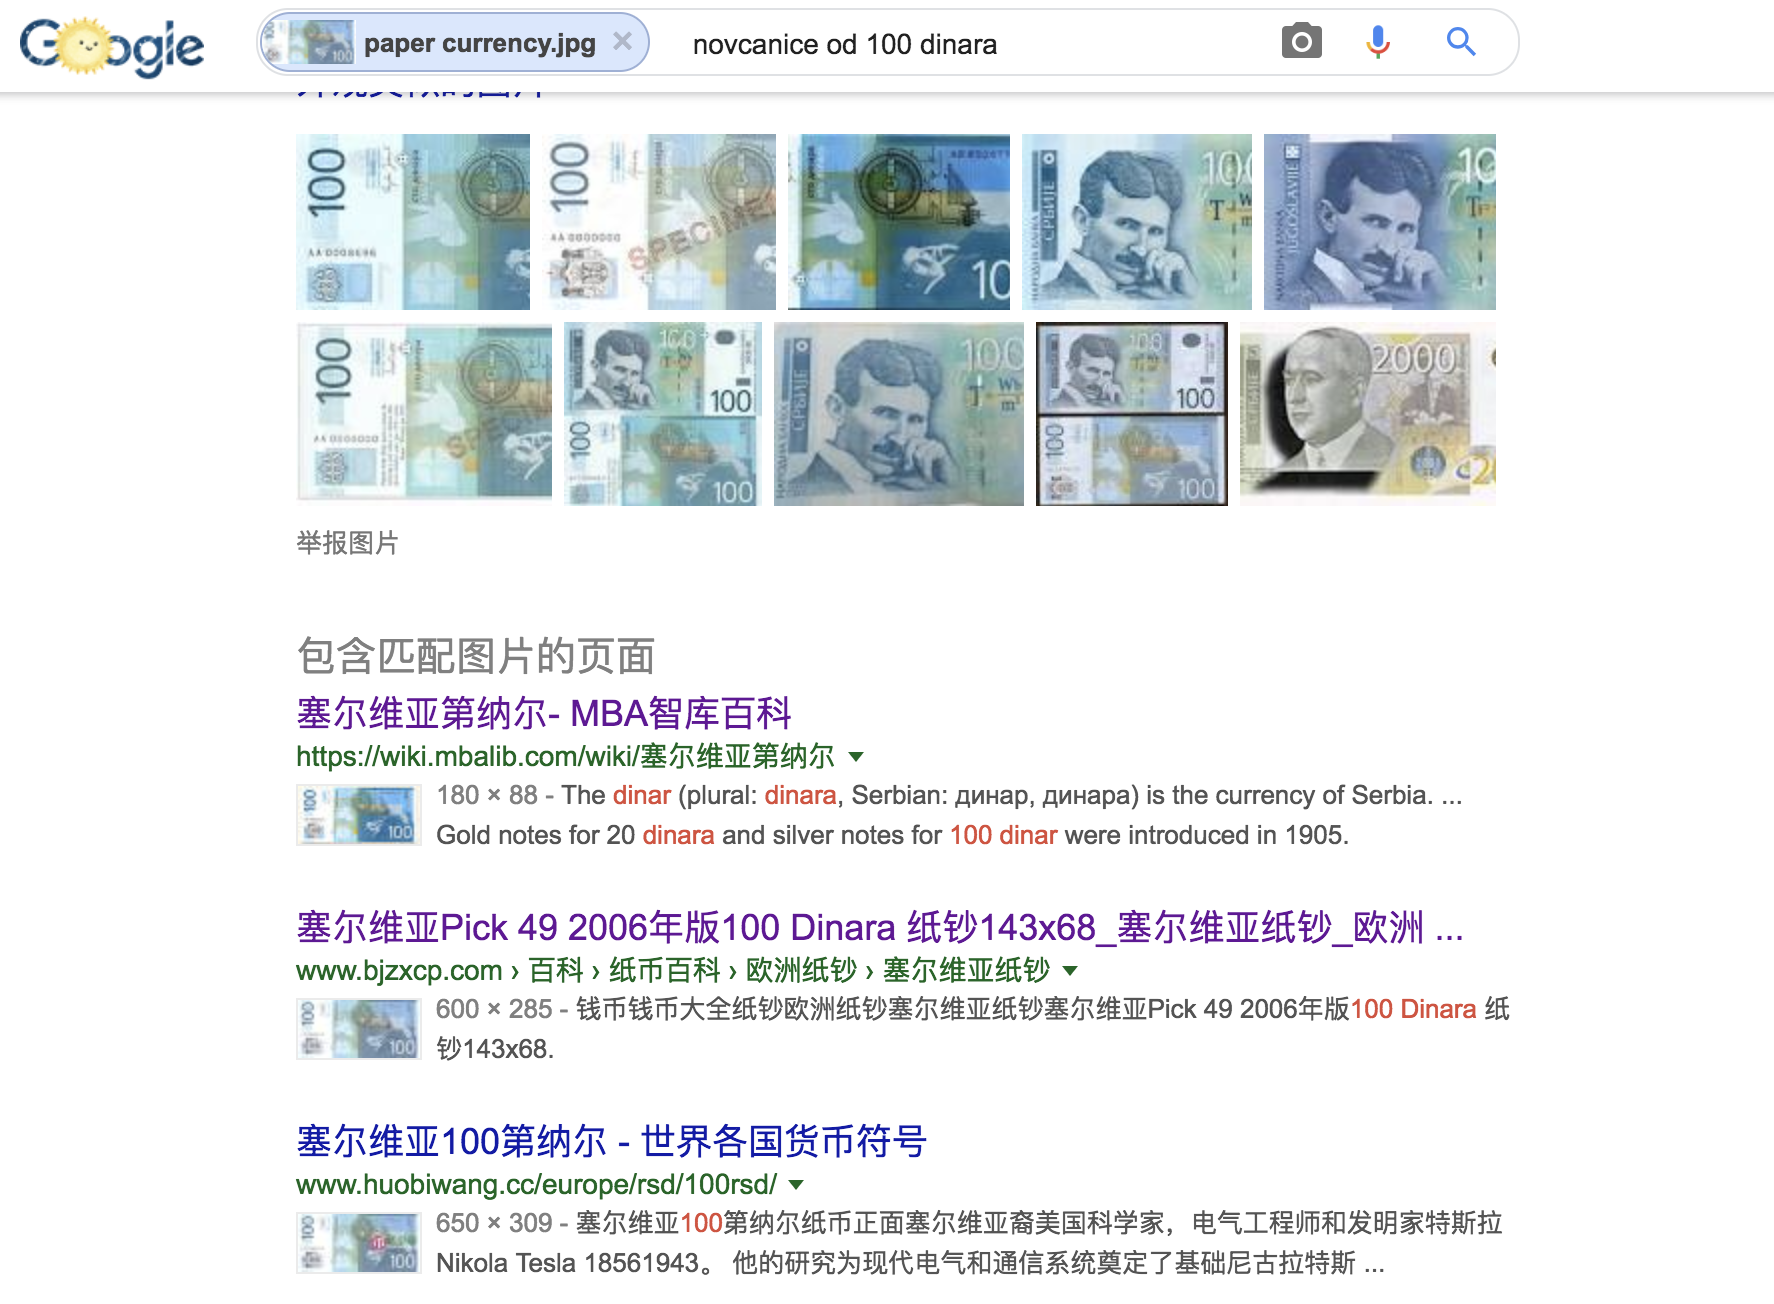 Google
paper currency.jpg × novcanice od 100 dinara
外观类似的图片
举报图片
包含匹配图片的页面
塞尔维亚第纳尔- MBA智库百科
https://wiki.mbalib.com/wiki/塞尔维亚第纳尔
180 × 88 - The dinar (plural: dinara, Serbian: динар, динара) is the currency of Serbia. ...
Gold notes for 20 dinara and silver notes for 100 dinar were introduced in 1905.
塞尔维亚Pick 49 2006年版100 Dinara 纸钞143x68_塞尔维亚纸钞_欧洲 ...
www.bjzxcp.com › 百科 › 纸币百科 › 欧洲纸钞 › 塞尔维亚纸钞
600 × 285 - 钱币钱币大全纸钞欧洲纸钞塞尔维亚纸钞塞尔维亚Pick 49 2006年版100 Dinara 纸
钞143x68.
塞尔维亚100第纳尔 - 世界各国货币符号
www.huobiwang.cc/europe/rsd/100rsd/
650 × 309 - 塞尔维亚100第纳尔纸币正面塞尔维亚裔美国科学家，电气工程师和发明家特斯拉
Nikola Tesla 18561943。 他的研究为现代电气和通信系统奠定了基础尼古拉特斯 ...